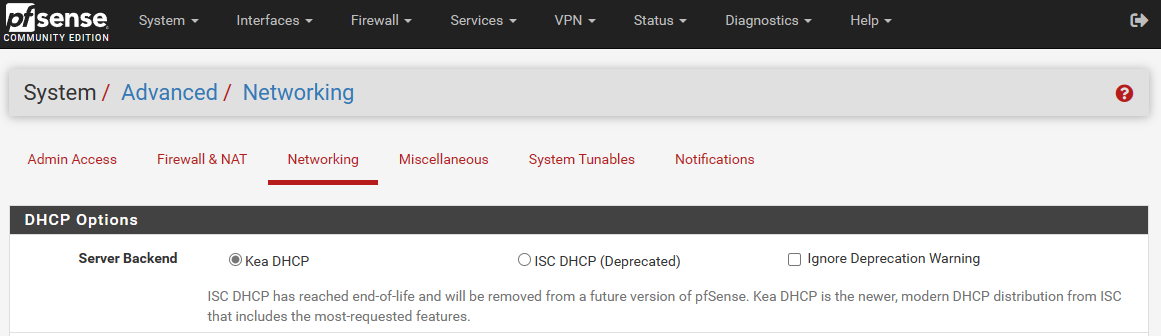 pfsense
COMMUNITY EDITION
System Interfaces Firewall Services VPN Status Diagnostics Help
System / Advanced / Networking
Admin Access Firewall & NAT Networking Miscellaneous System Tunables Notifications
DHCP Options
Server Backend Kea DHCP ISC DHCP (Deprecated) Ignore Deprecation Warning
ISC DHCP has reached end-of-life and will be removed from a future version of pfSense. Kea DHCP is the newer, modern DHCP distribution from ISC
that includes the most-requested features.